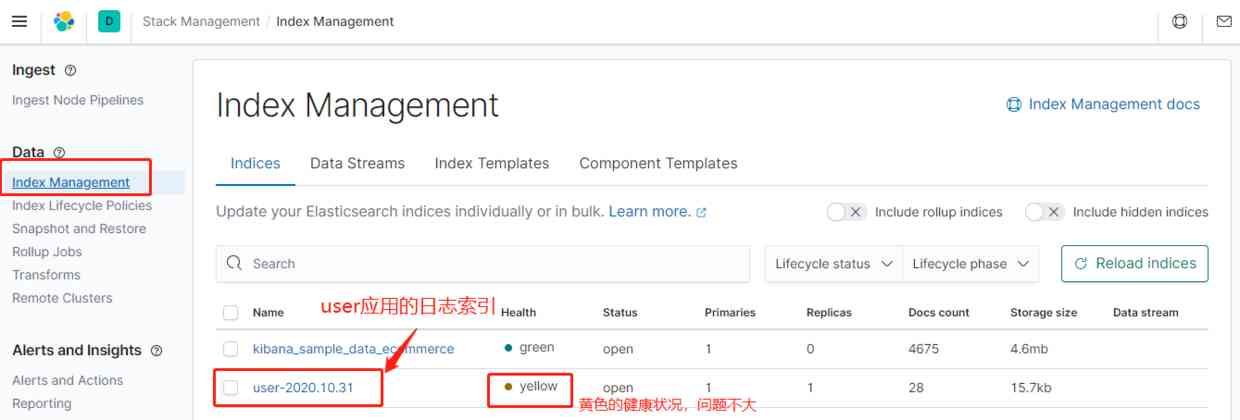 D Stack Management / Index Management
Ingest
Ingest Node Pipelines
Data
Index Management
Index Lifecycle Policies
Snapshot and Restore
Rollup Jobs
Transforms
Remote Clusters
Alerts and Insights
Alerts and Actions
Reporting
Index Management
Index Management docs
Indices Data Streams Index Templates Component Templates
Update your Elasticsearch indices individually or in bulk. Learn more.
Include rollup indices Include hidden indices
Search Lifecycle status Lifecycle phase Reload indices
user应用的日志索引
Name Health Status Primaries Replicas Docs count Storage size Data stream
kibana_sample_data_ecommerce green open 1 0 4675 4.6mb
user-2020.10.31 yellow open 1 1 28 15.7kb
黄色的健康状况，问题不大